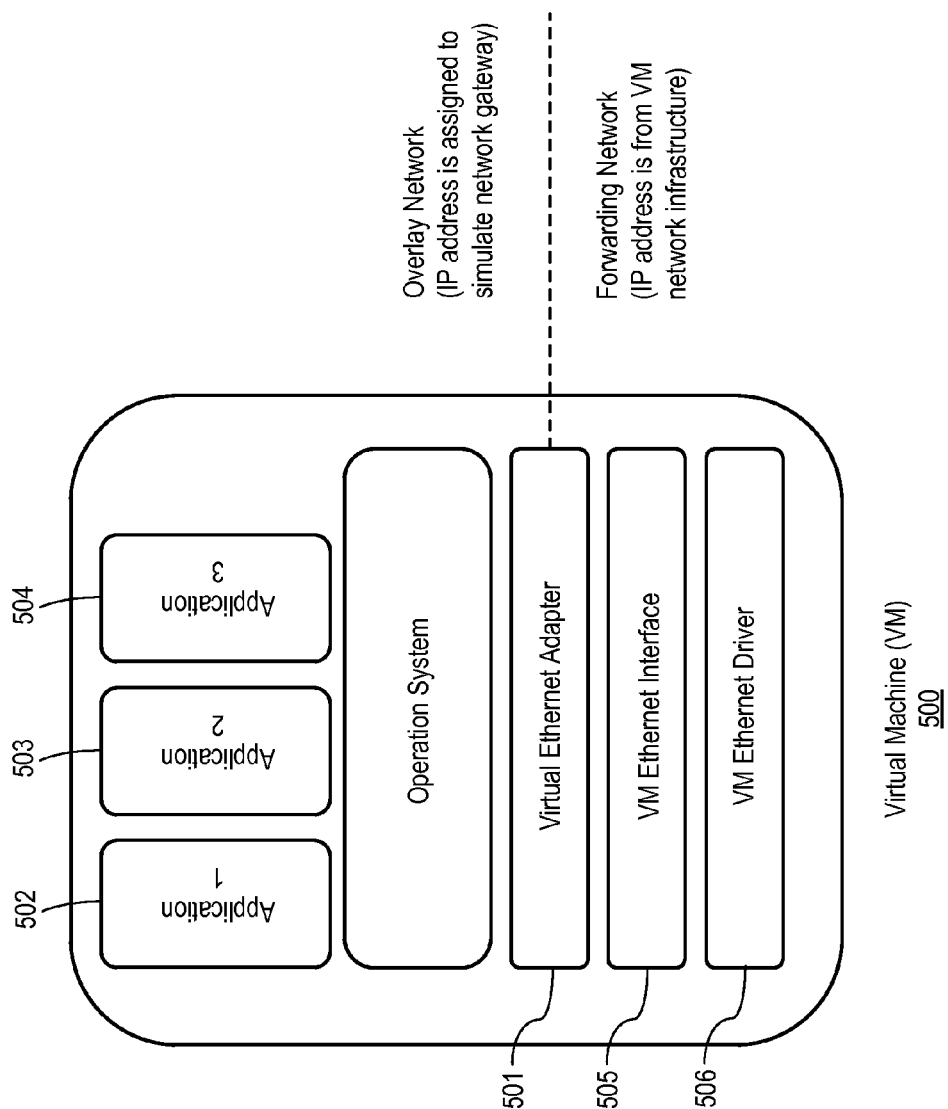 502
503
504
Application
1
Application
2
Application
3
Operation System
501
Virtual Ethernet Adapter
505
VM Ethernet Interface
506
VM Ethernet Driver
Overlay Network
(IP address is assigned to
simulate network gateway)
Forwarding Network
(IP address is from VM
network infrastructure)
Virtual Machine (VM)
500